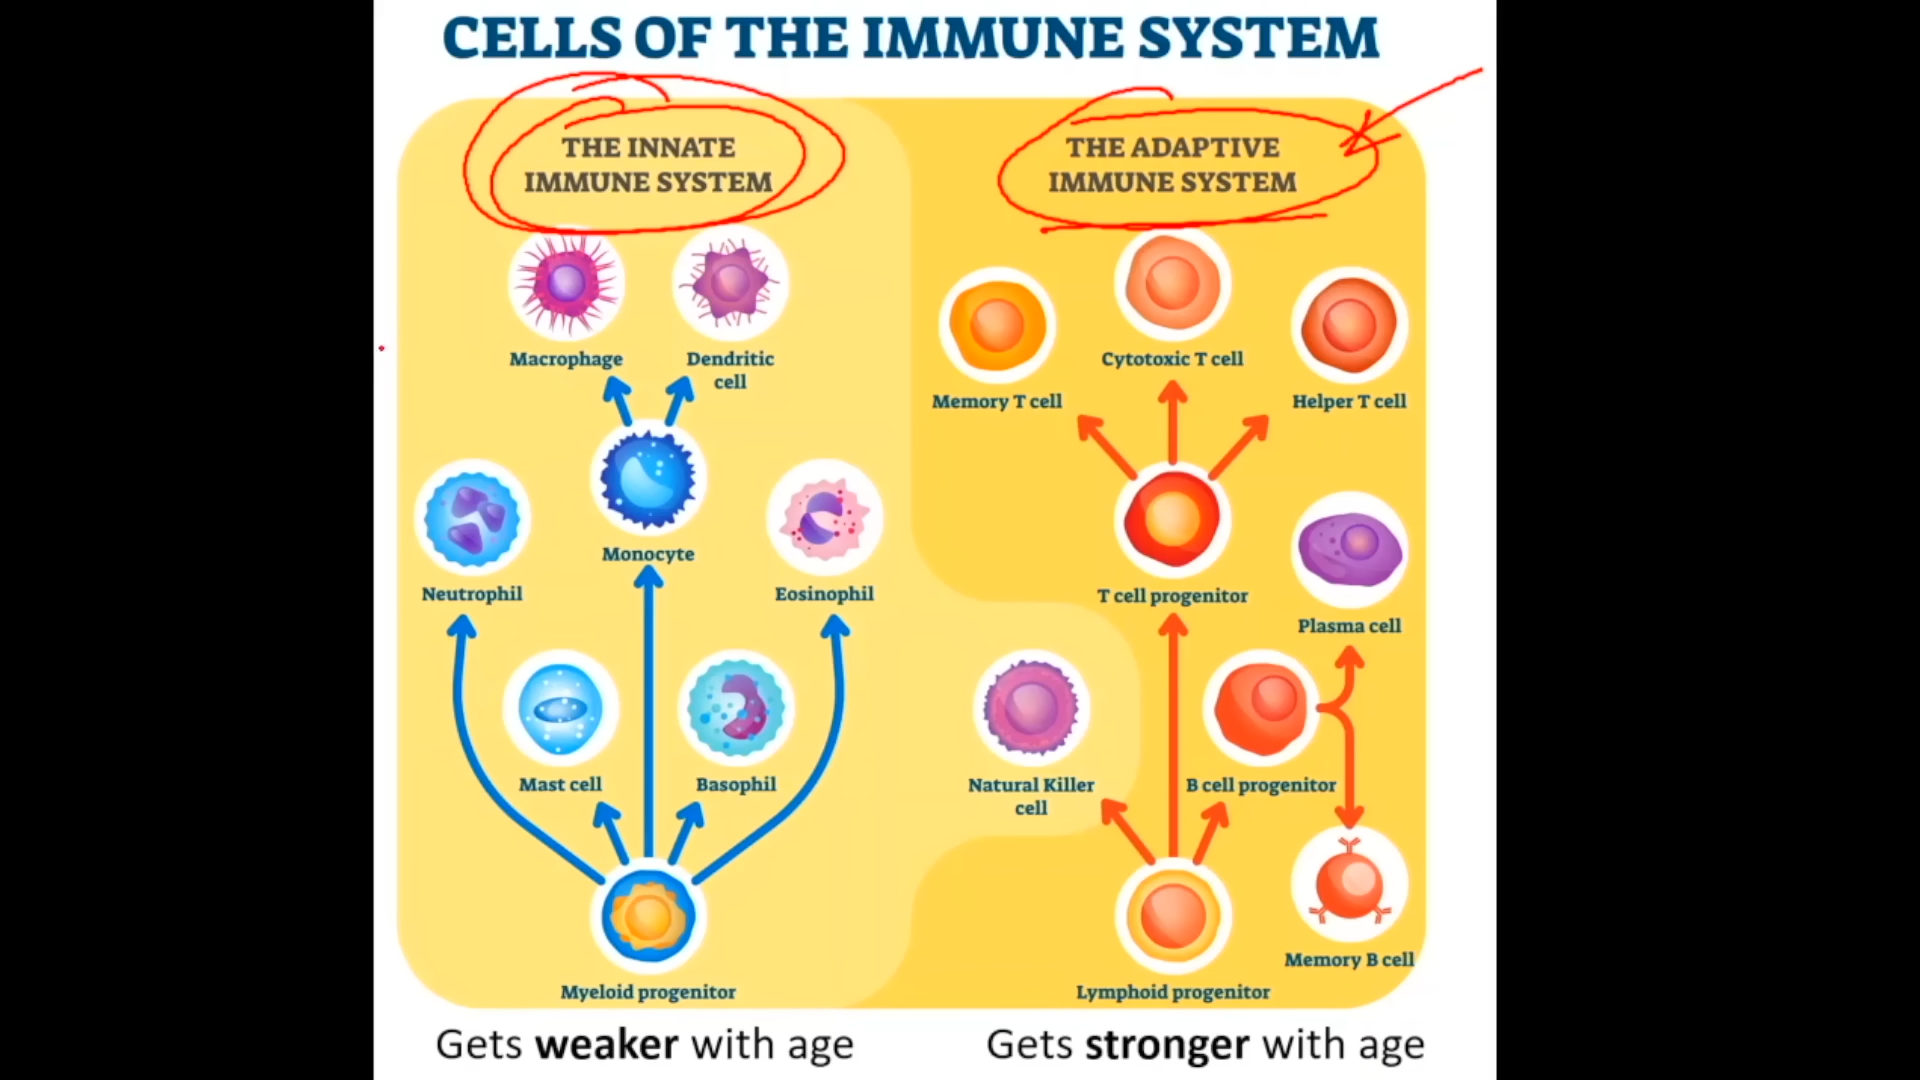 CELLS OF THE IMMUNE SYSTEM
THE INNATE
IMMUNE SYSTEM
Macrophage
Dendritic
cell
Monocyte
Neutrophil
Eosinophil
Mast cell
Basophil
Myeloid progenitor
THE ADAPTIVE
IMMUNE SYSTEM
Memory T cell
Cytotoxic T cell
Helper T cell
T cell progenitor
Plasma cell
Natural Killer
cell
B cell progenitor
Memory B cell
Lymphoid progenitor
Gets weaker with age
Gets stronger with age